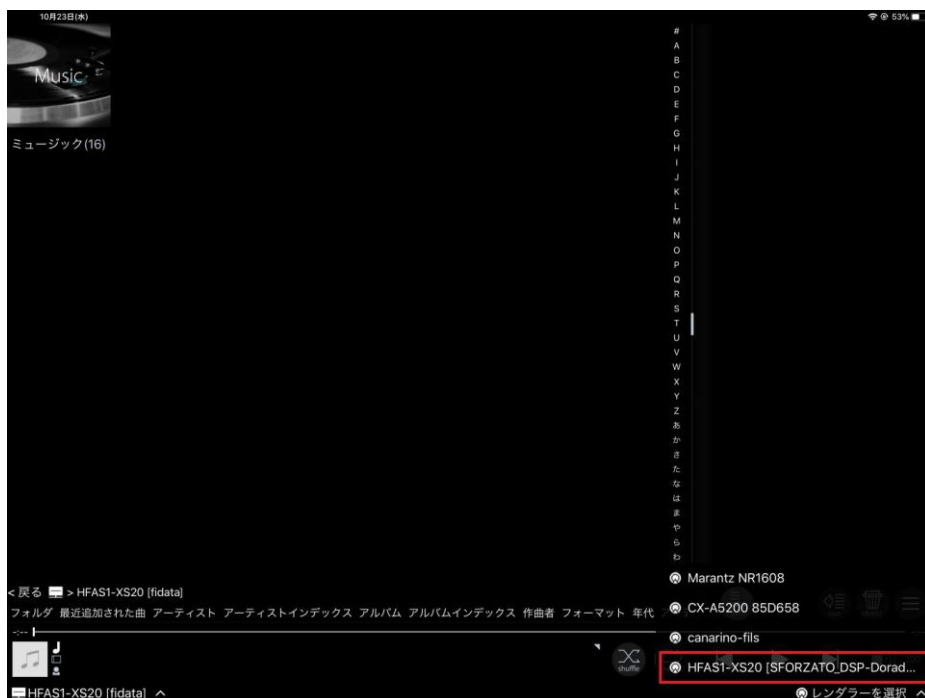 10月23日(水)
53%
Music
ミュージック(16)
#
A
B
C
D
E
F
G
H
I
J
K
L
M
N
O
P
Q
R
S
T
U
V
W
X
Y
Z
あ
か
さ
た
な
は
ま
や
ら
わ
Marantz NR1608
CX-A5200 85D658
canarino-fils
HFAS1-XS20 [SFORZATO_DSP-Dorad...
< 戻る > HFAS1-XS20 [fidata]
フォルダ 最近追加された曲 アーティスト アーティストインデックス アルバム アルバムインデックス 作曲者 フォーマット 年代
-:--
shuffle
HFAS1-XS20 [fidata]
レンダラーを選択